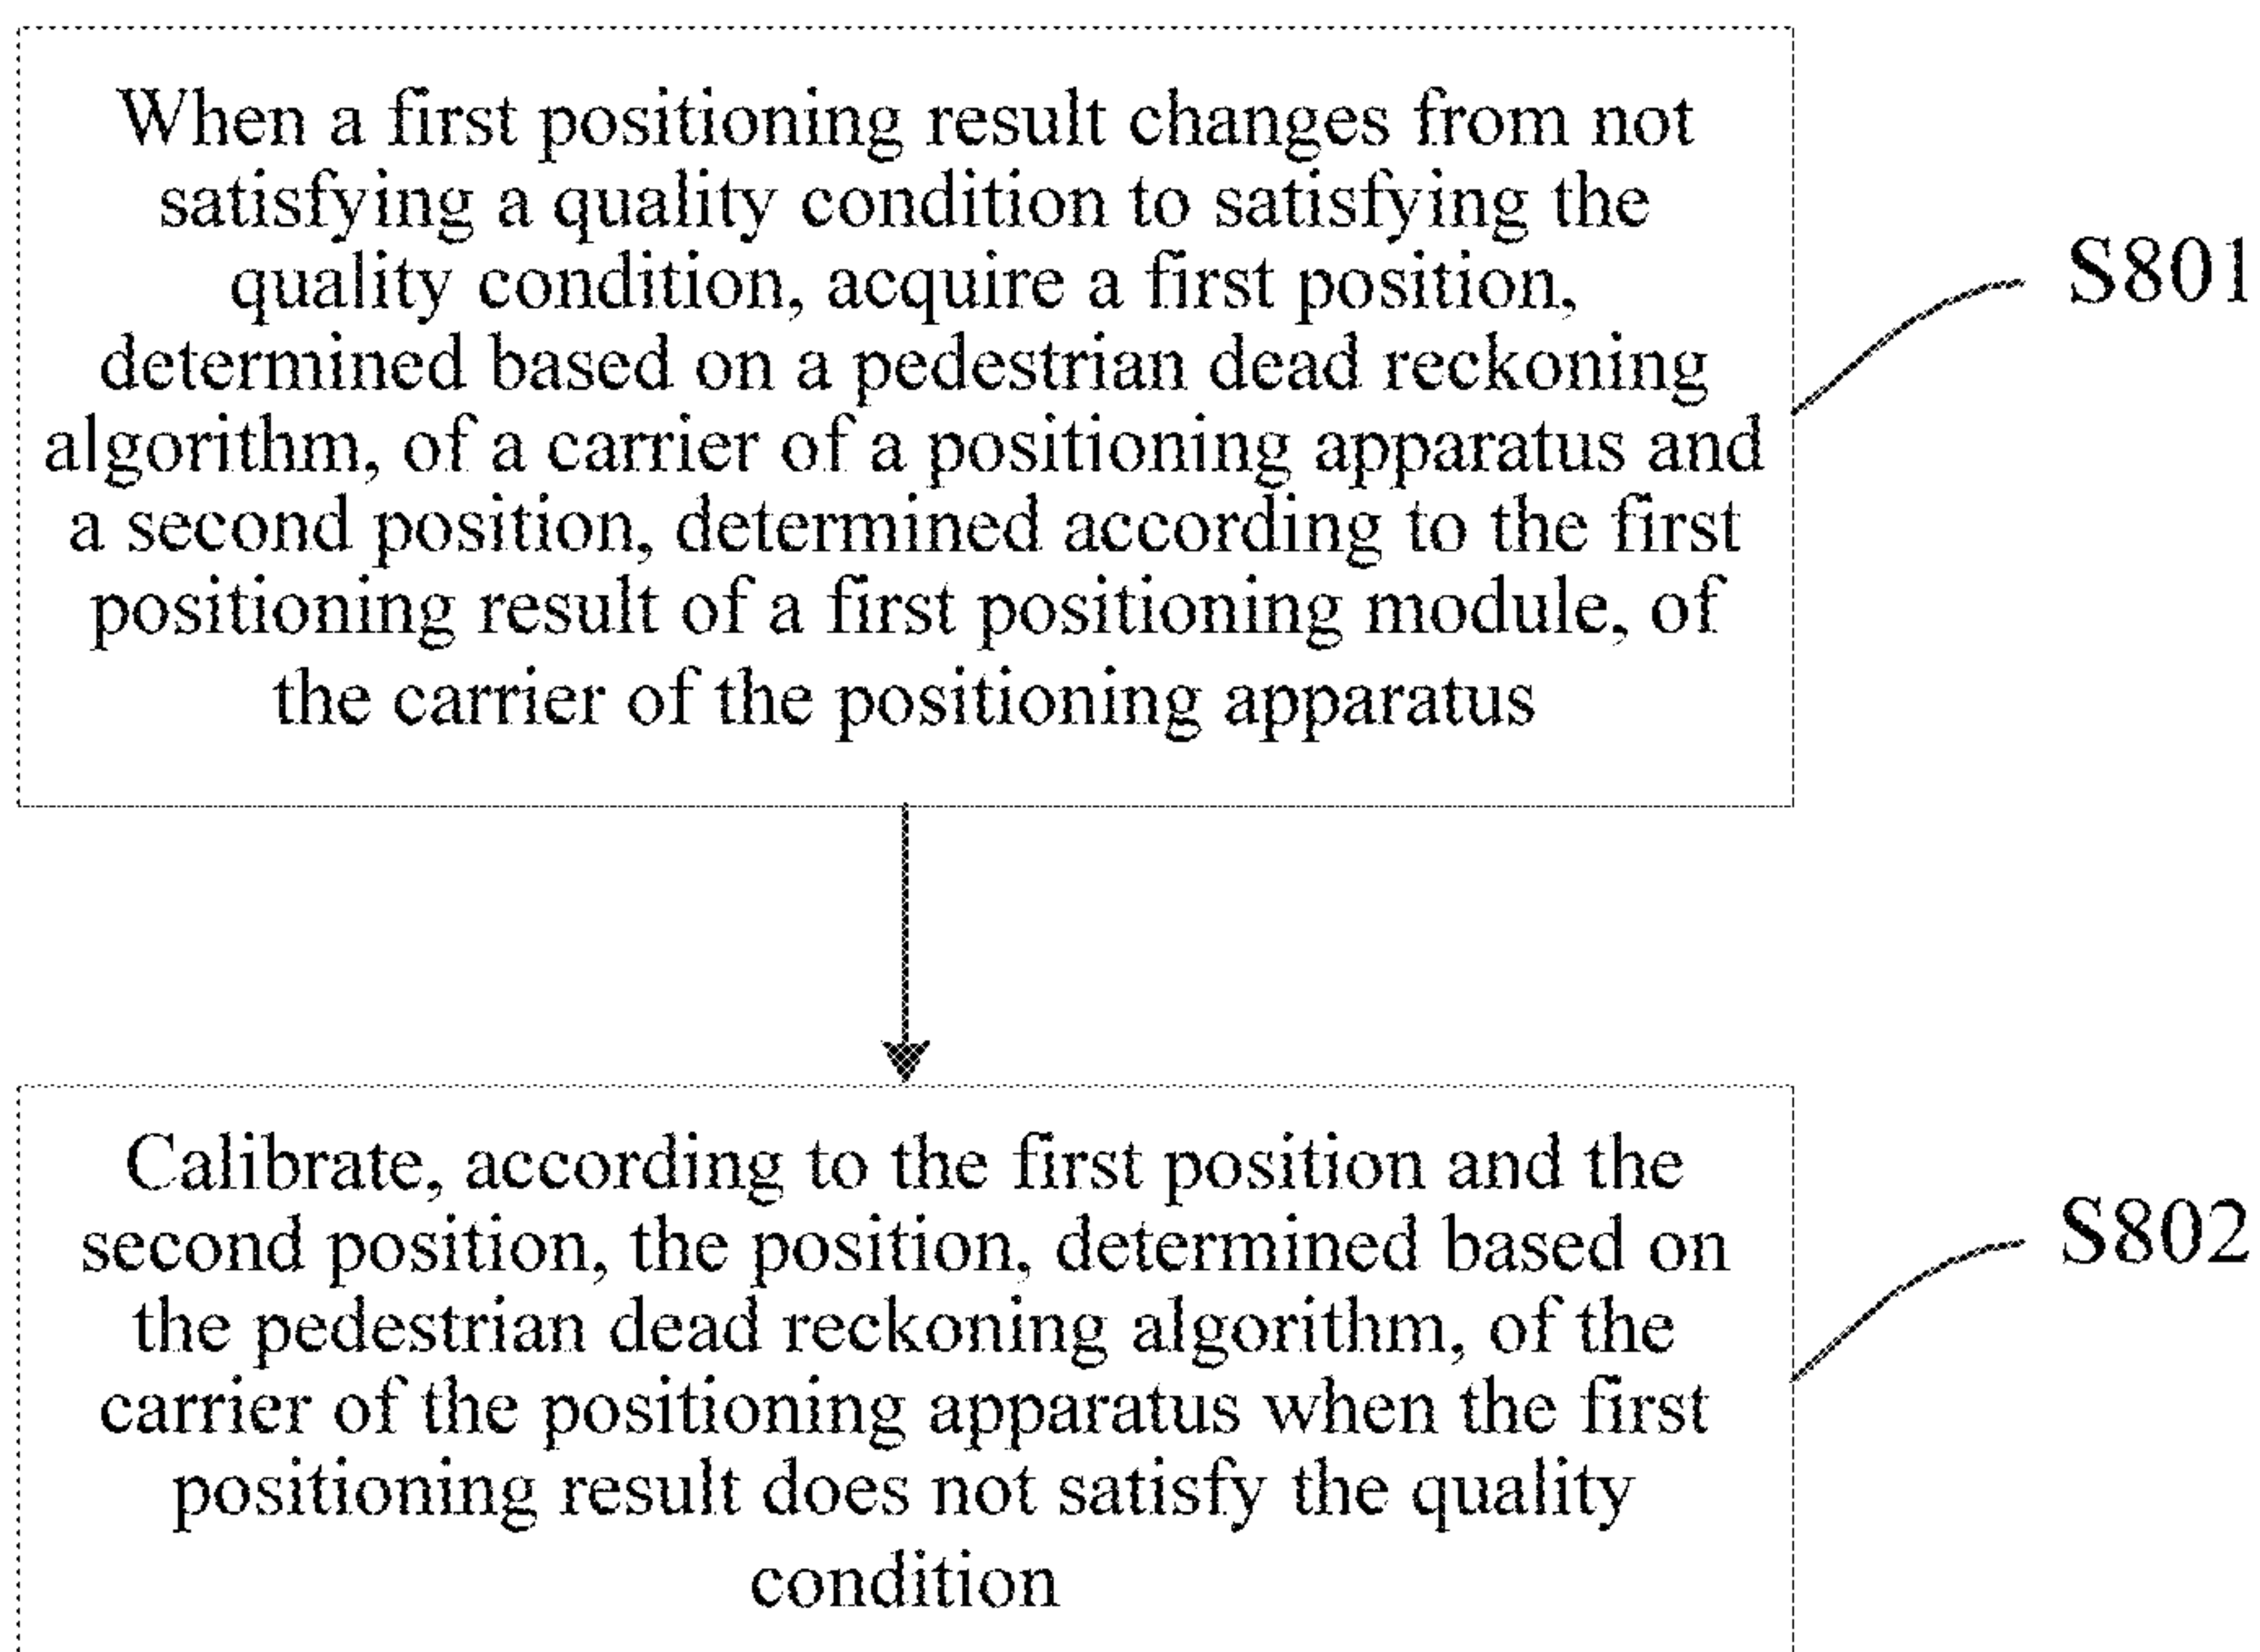 When a first positioning result changes from not
satisfying a quality condition to satisfying the
quality condition, acquire a first position,
determined based on a pedestrian dead reckoning
algorithm, of a carrier of a positioning apparatus and
a second position, determined according to the first
positioning result of a first positioning module, of
the carrier of the positioning apparatus
S801
Calibrate, according to the first position and the
second position, the position, determined based on
the pedestrian dead reckoning algorithm, of the
carrier of the positioning apparatus when the first
positioning result does not satisfy the quality
condition
S802